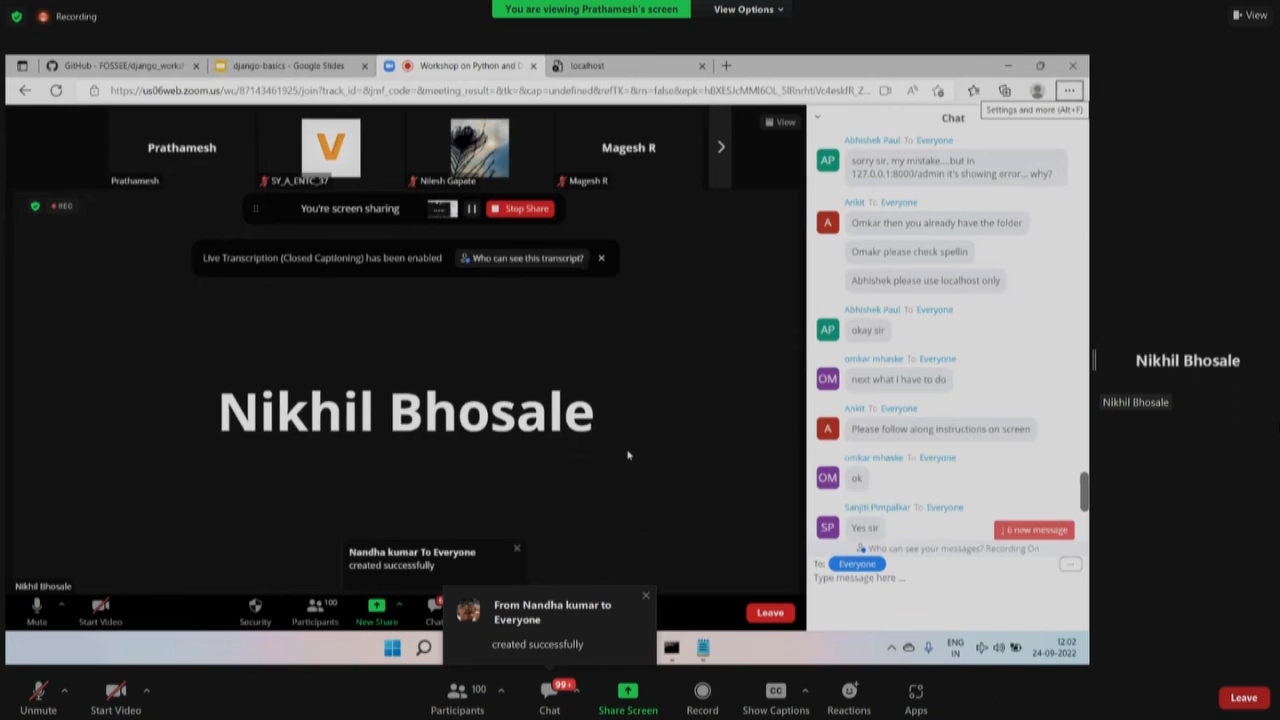 Recording
You are viewing Prathamesh's screen
View Options
View
GitHub - FOSSEE/django_worksh
django-basics - Google Slides
Workshop on Python and D
localhost
Settings and more (Alt+F)
Prathamesh
Magesh R
View
Prathamesh
SY_A_ENTC_37
Nilesh Gapate
Magesh R
REC
You're screen sharing
Stop Share
Live Transcription (Closed Captioning) has been enabled
Who can see this transcript?
Nikhil Bhosale
Nandha kumar To Everyone
created successfully
Nikhil Bhosale
Mute
Start Video
Security
100
Participants
New Share
Chat
Leave
From Nandha kumar to
Everyone
created successfully
Chat
Abhishek Paul To Everyone
AP
sorry sir, my mistake....but in
127.0.0.1:8000/admin it's showing error... why?
Ankit To Everyone
A
Omkar then you already have the folder
Omakr please check spellin
Abhishek please use localhost only
Abhishek Paul To Everyone
AP
okay sir
omkar mhaske To Everyone
OM
next what i have to do
Ankit To Everyone
A
Please follow along instructions on screen
omkar mhaske To Everyone
OM
ok
Sanjiti Pimpalkar To Everyone
SP
Yes sir
6 new message
Who can see your messages? Recording On
To: Everyone
Type message here ...
Nikhil Bhosale
Nikhil Bhosale
ENG
IN
12:02
24-09-2022
Unmute
Start Video
100
Participants
99+
Chat
Share Screen
Record
CC
Show Captions
Reactions
Apps
Leave